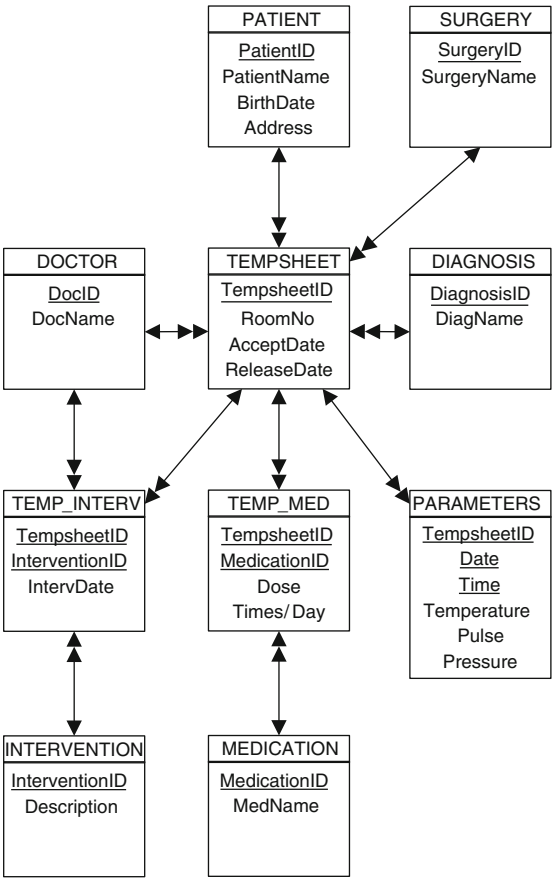 PATIENT
PatientID
PatientName
BirthDate
Address
SURGERY
SurgeryID
SurgeryName
DOCTOR
DocID
DocName
TEMPSHEET
TempsheetID
RoomNo
AcceptDate
ReleaseDate
DIAGNOSIS
DiagnosisID
DiagName
TEMP_INTERV
TempsheetID
InterventionID
IntervDate
TEMP_MED
TempsheetID
MedicationID
Dose
Times/Day
PARAMETERS
TempsheetID
Date
Time
Temperature
Pulse
Pressure
INTERVENTION
InterventionID
Description
MEDICATION
MedicationID
MedName